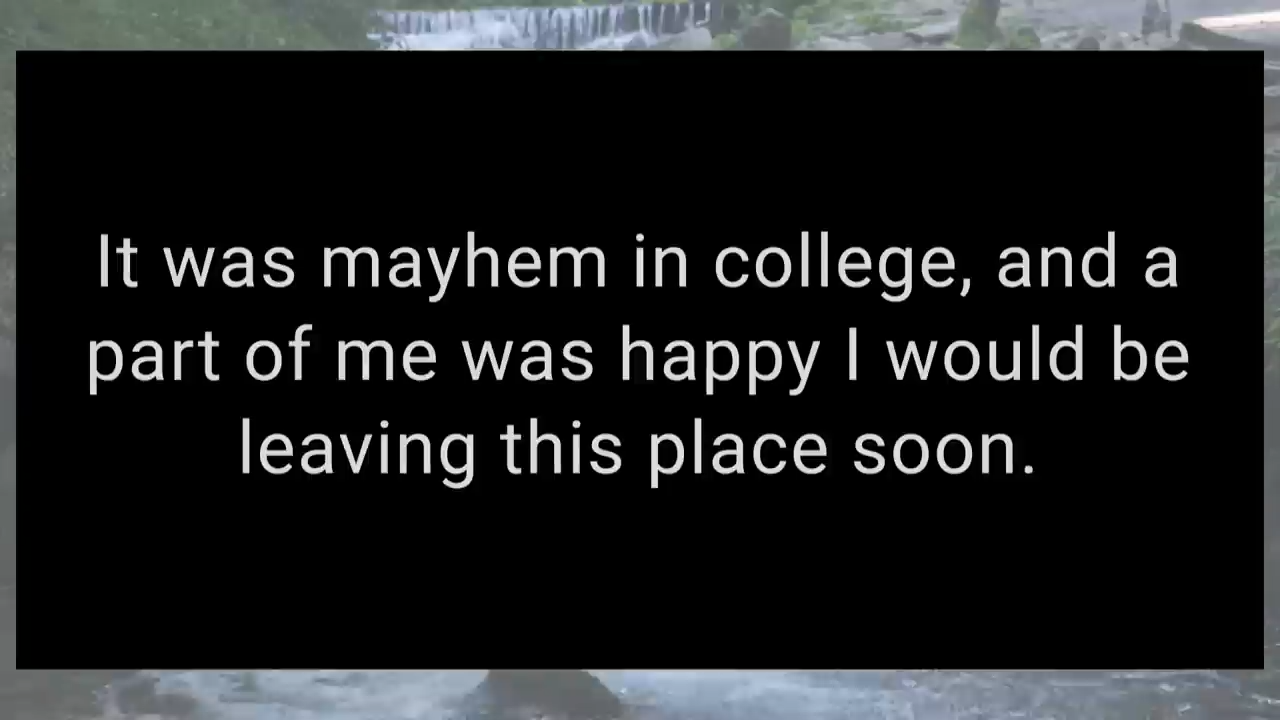 It was mayhem in college, and a
part of me was happy I would be
leaving this place soon.